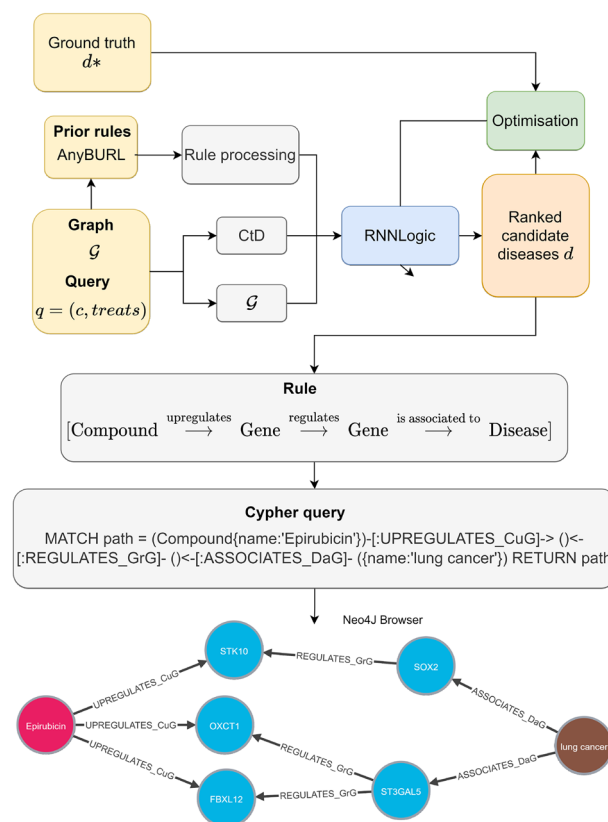 Ground truth
d*
Optimisation
Prior rules
AnyBURL
Rule processing
Graph
𝒢
Query
q = (c, treats)
CtD
𝒢
RNNLogic
Ranked
candidate
diseases d
Rule
[Compound upregulates⟶ Gene regulates⟶ Gene is associated to⟶ Disease]
Cypher query
MATCH path = (Compound{name:'Epirubicin'})-[:UPREGULATES_CuG]-> ()<-
[:REGULATES_GrG]- ()<-[:ASSOCIATES_DaG]- ({name:'lung cancer'}) RETURN path
Neo4J Browser
STK10
REGULATES_GrG
SOX2
UPREGULATES_CuG
ASSOCIATES_DaG
Epirubicin
UPREGULATES_CuG
OXCT1
lung cancer
UPREGULATES_CuG
REGULATES_GrG
ASSOCIATES_DaG
FBXL12
REGULATES_GrG
ST3GAL5